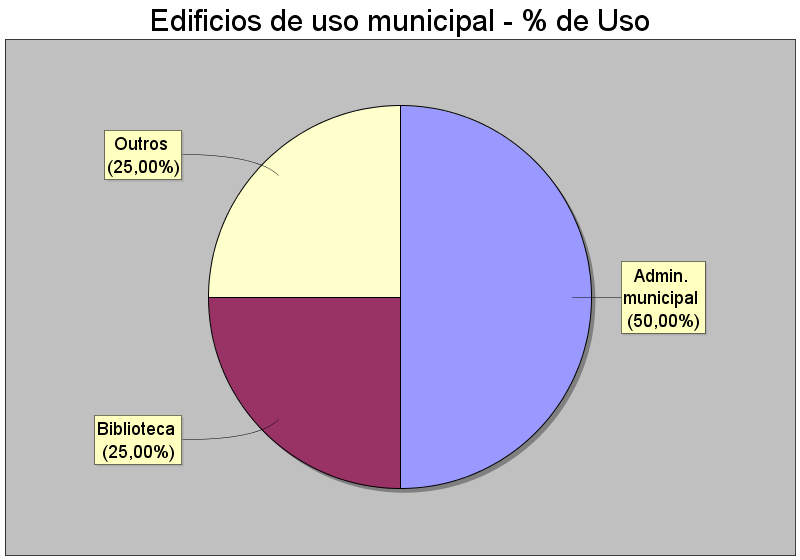 Edificios de uso municipal - % de Uso
Outros
(25,00%)
Admin.
municipal
(50,00%)
Biblioteca
(25,00%)